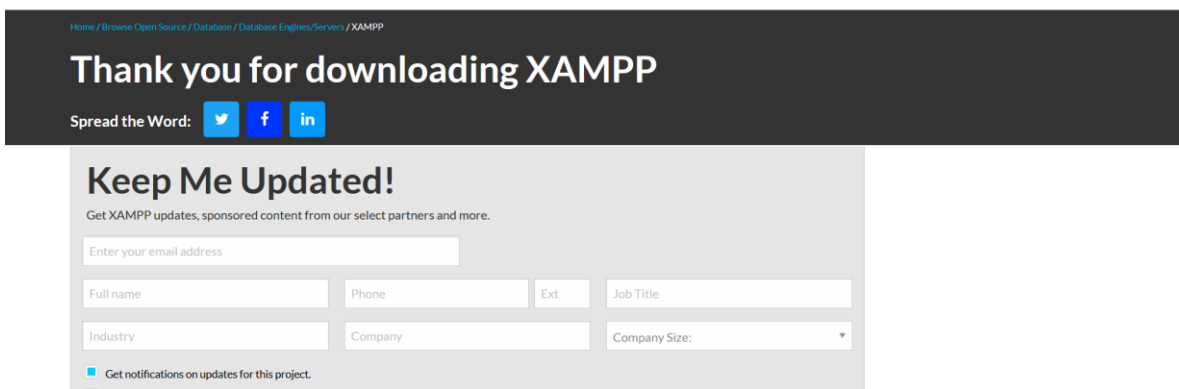 Home / Browse Open Source / Database / Database Engines/Servers / XAMPP
Thank you for downloading XAMPP
Spread the Word:
Keep Me Updated!
Get XAMPP updates, sponsored content from our select partners and more.
Enter your email address
Full name Phone Ext Job Title
Industry Company Company Size:
Get notifications on updates for this project.